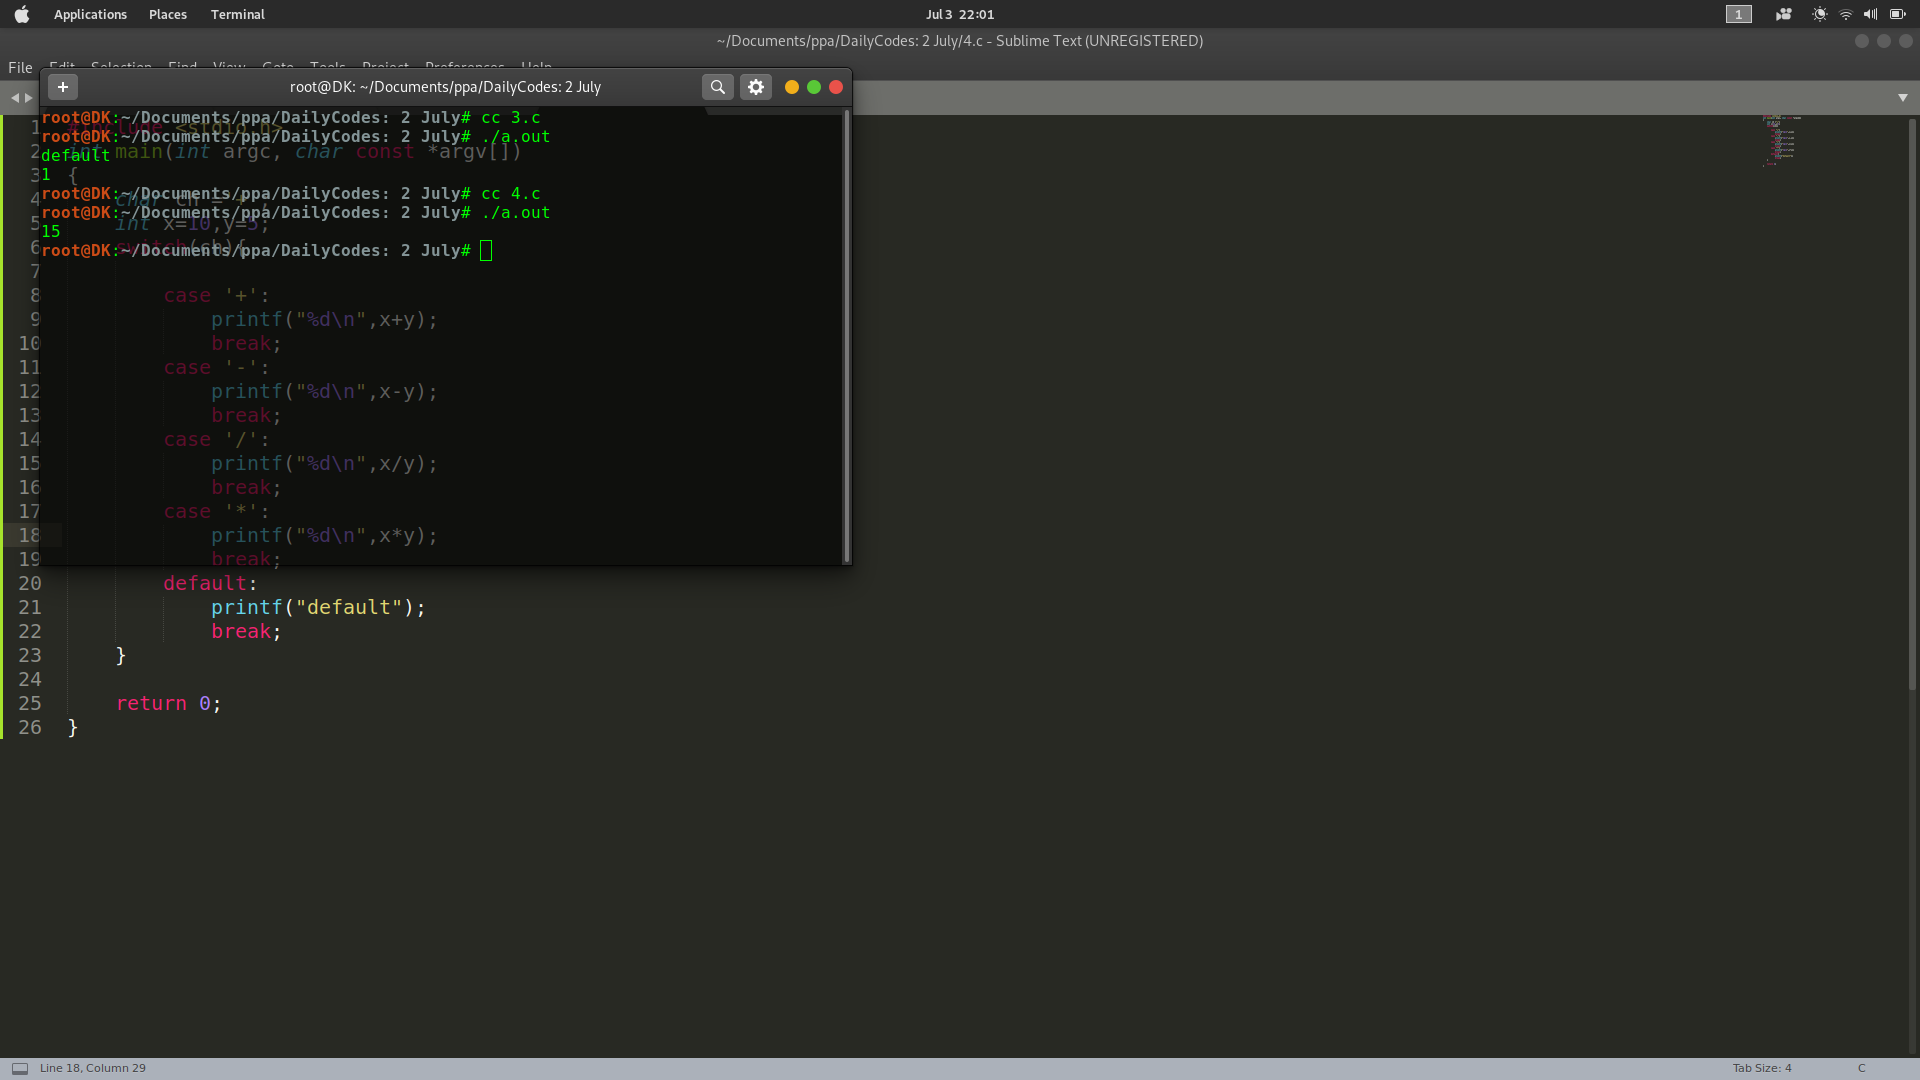 Applications Places Terminal Jul 3 22:01 1
~/Documents/ppa/DailyCodes: 2 July/4.c - Sublime Text (UNREGISTERED)
File Edit Selection Find View Goto Tools Project Preferences Help
+ root@DK: ~/Documents/ppa/DailyCodes: 2 July
root@DK:~/Documents/ppa/DailyCodes: 2 July# cc 3.c
root@DK:~/Documents/ppa/DailyCodes: 2 July# ./a.out
default
1
root@DK:~/Documents/ppa/DailyCodes: 2 July# cc 4.c
root@DK:~/Documents/ppa/DailyCodes: 2 July# ./a.out
15
root@DK:~/Documents/ppa/DailyCodes: 2 July#
1 #include <stdio.h>
2 int main(int argc, char const *argv[])
3 {
4 char ch =
5 int x=10,y=5;
6 switch(ch){
7
8 case '+':
9 printf("%d\n",x+y);
10 break;
11 case '-':
12 printf("%d\n",x-y);
13 break;
14 case '/':
15 printf("%d\n",x/y);
16 break;
17 case '*':
18 printf("%d\n",x*y);
19 break;
20 default:
21 printf("default");
22 break;
23 }
24
25 return 0;
26 }
Line 18, Column 29 Tab Size: 4 C